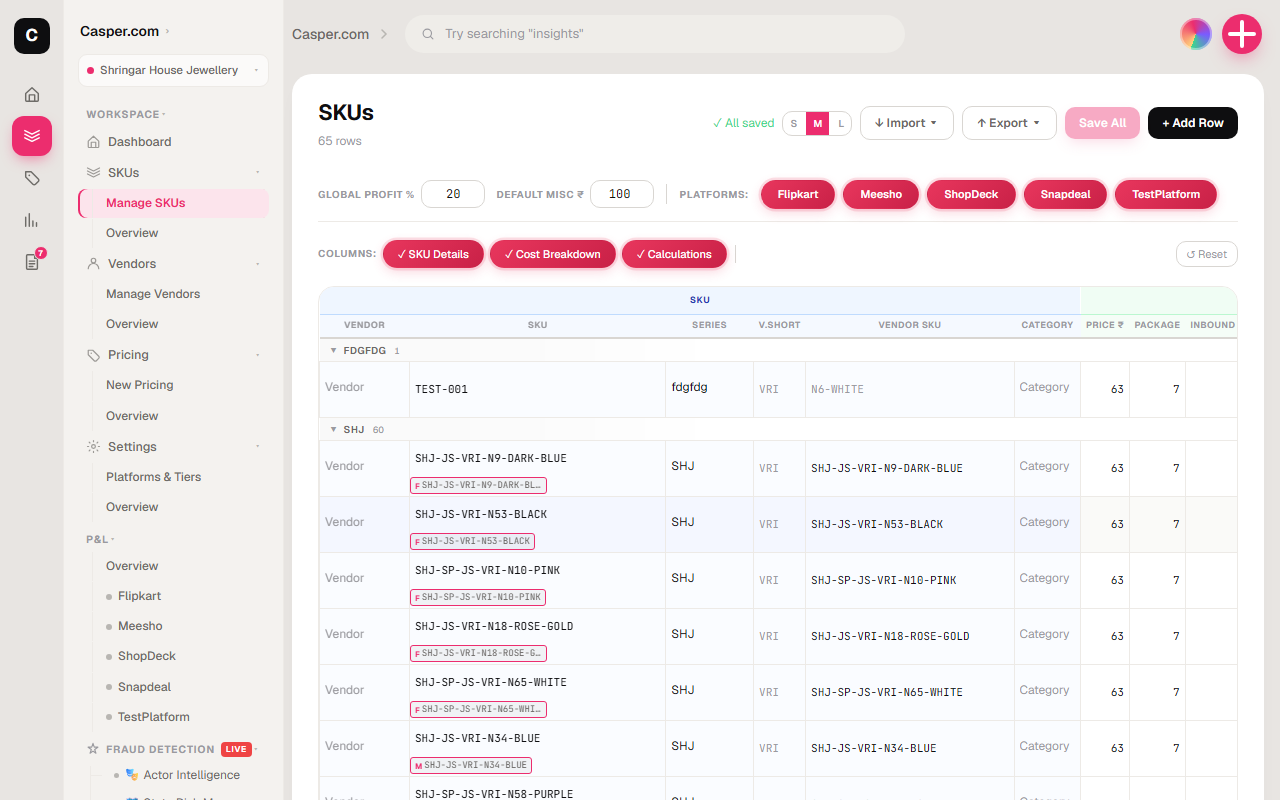 C
Casper.com ›
Shringar House Jewellery
WORKSPACE
Dashboard
SKUs
Manage SKUs
Overview
Vendors
Manage Vendors
Overview
Pricing
New Pricing
Overview
Settings
Platforms & Tiers
Overview
P&L
Overview
Flipkart
Meesho
ShopDeck
Snapdeal
TestPlatform
FRAUD DETECTION LIVE
Actor Intelligence
7
Casper.com
Try searching "insights"
SKUs
65 rows
✓ All saved
S M L
↓ Import ▾
↑ Export ▾
Save All
+ Add Row
GLOBAL PROFIT % 20 DEFAULT MISC ₹ 100 PLATFORMS: Flipkart Meesho ShopDeck Snapdeal TestPlatform
COLUMNS: ✓ SKU Details ✓ Cost Breakdown ✓ Calculations ↺ Reset
SKU
VENDOR SKU SERIES V.SHORT VENDOR SKU CATEGORY PRICE ₹ PACKAGE INBOUND
▼ FDGFDG 1
Vendor TEST-001 fdgfdg VRI N6-WHITE Category 63 7
▼ SHJ 60
Vendor SHJ-JS-VRI-N9-DARK-BLUE SHJ VRI SHJ-JS-VRI-N9-DARK-BLUE Category 63 7
F SHJ-JS-VRI-N9-DARK-BL…
Vendor SHJ-JS-VRI-N53-BLACK SHJ VRI SHJ-JS-VRI-N53-BLACK Category 63 7
F SHJ-JS-VRI-N53-BLACK
Vendor SHJ-SP-JS-VRI-N10-PINK SHJ VRI SHJ-SP-JS-VRI-N10-PINK Category 63 7
F SHJ-SP-JS-VRI-N10-PINK
Vendor SHJ-JS-VRI-N18-ROSE-GOLD SHJ VRI SHJ-JS-VRI-N18-ROSE-GOLD Category 63 7
F SHJ-JS-VRI-N18-ROSE-G…
Vendor SHJ-SP-JS-VRI-N65-WHITE SHJ VRI SHJ-SP-JS-VRI-N65-WHITE Category 63 7
F SHJ-SP-JS-VRI-N65-WHI…
Vendor SHJ-JS-VRI-N34-BLUE SHJ VRI SHJ-JS-VRI-N34-BLUE Category 63 7
M SHJ-JS-VRI-N34-BLUE
SHJ-SP-JS-VRI-N58-PURPLE